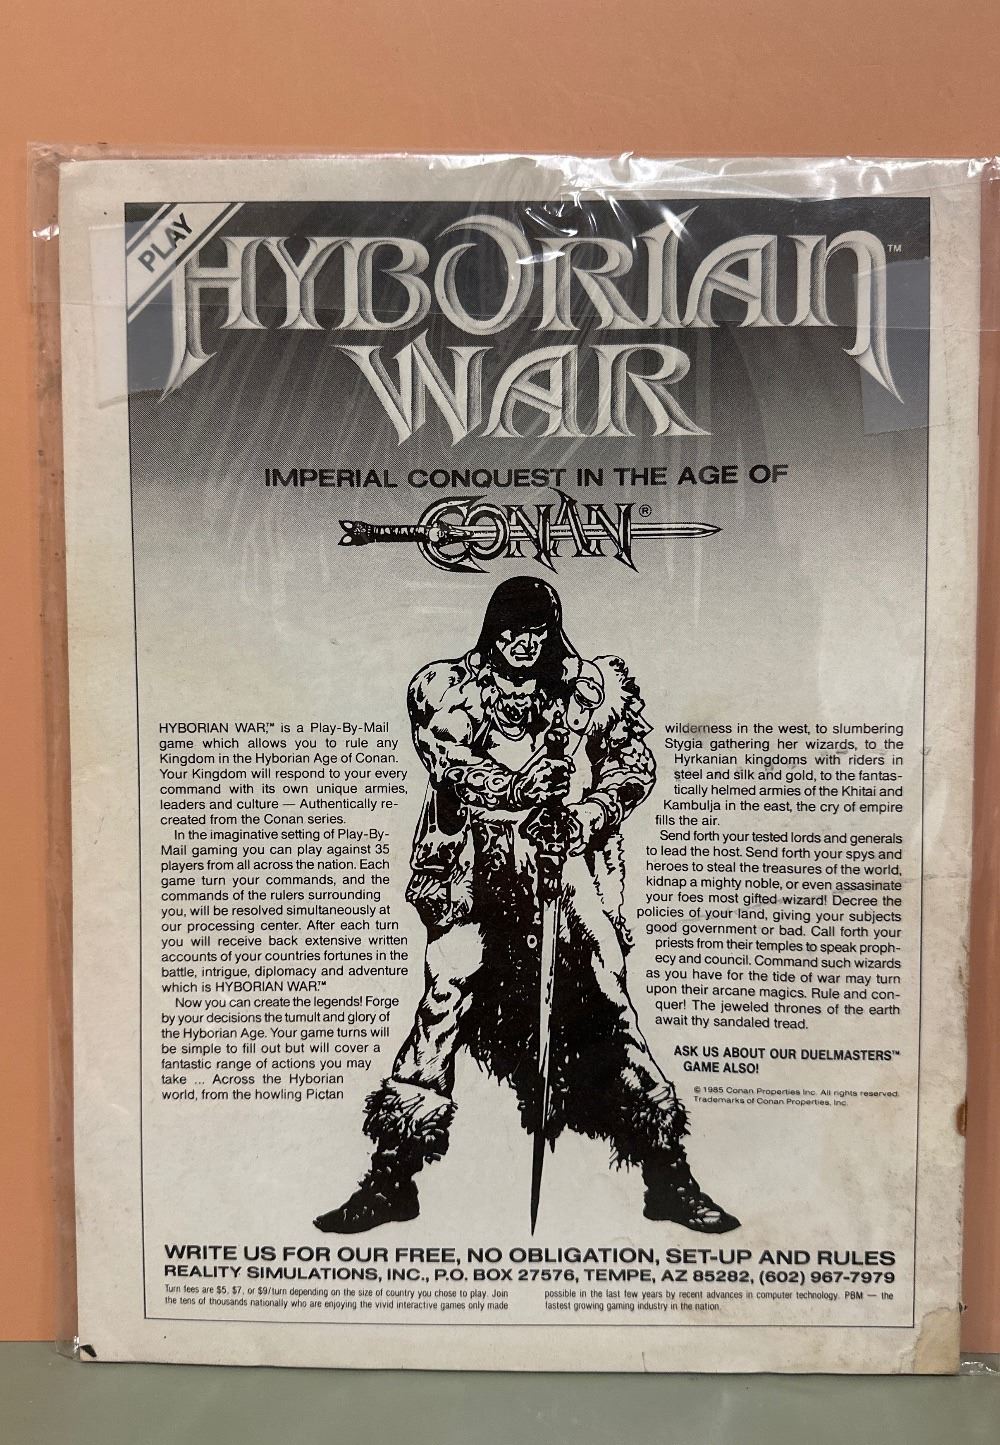 PLAY
HYBORIAN™
WAR
IMPERIAL CONQUEST IN THE AGE OF
CONAN®
HYBORIAN WAR,™ is a Play-By-Mail
game which allows you to rule any
Kingdom in the Hyborian Age of Conan.
Your Kingdom will respond to your every
command with its own unique armies,
leaders and culture — Authentically re-
created from the Conan series.
In the imaginative setting of Play-By-
Mail gaming you can play against 35
players from all across the nation. Each
game turn your commands, and the
commands of the rulers surrounding
you, will be resolved simultaneously at
our processing center. After each turn
you will receive back extensive written
accounts of your countries fortunes in the
battle, intrigue, diplomacy and adventure
which is HYBORIAN WAR.™
Now you can create the legends! Forge
by your decisions the tumult and glory of
the Hyborian Age. Your game turns will
be simple to fill out but will cover a
fantastic range of actions you may
take ... Across the Hyborian
world, from the howling Pictan
wilderness in the west, to slumbering
Stygia gathering her wizards, to the
Hyrkanian kingdoms with riders in
steel and silk and gold, to the fantas-
tically helmed armies of the Khitai and
Kambulja in the east, the cry of empire
fills the air.
Send forth your tested lords and generals
to lead the host. Send forth your spys and
heroes to steal the treasures of the world,
kidnap a mighty noble, or even assasinate
your foes most gifted wizard! Decree the
policies of your land, giving your subjects
good government or bad. Call forth your
priests from their temples to speak proph-
ecy and council. Command such wizards
as you have for the tide of war may turn
upon their arcane magics. Rule and con-
quer! The jeweled thrones of the earth
await thy sandaled tread.
ASK US ABOUT OUR DUELMASTERS™
GAME ALSO!
© 1985 Conan Properties Inc. All rights reserved.
Trademarks of Conan Properties, Inc.
WRITE US FOR OUR FREE, NO OBLIGATION, SET-UP AND RULES
REALITY SIMULATIONS, INC., P.O. BOX 27576, TEMPE, AZ 85282, (602) 967-7979
Turn fees are $5, $7, or $9/turn depending on the size of country you chose to play. Join
the tens of thousands nationally who are enjoying the vivid interactive games only made
possible in the last few years by recent advances in computer technology. PBM — the
fastest growing gaming industry in the nation.